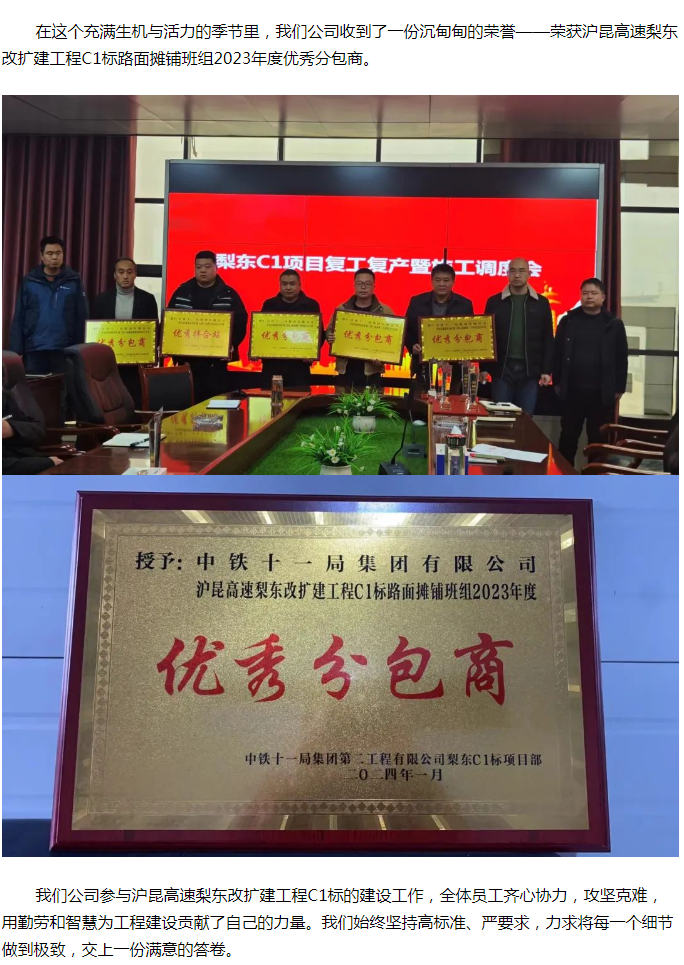 在这个充满生机与活力的季节里，我们公司收到了一份沉甸甸的荣誉——荣获沪昆高速梨东
改扩建工程C1标路面摊铺班组2023年度优秀分包商。
梨东C1项目复工复产暨施工调度会
优秀分包商
优秀拌合站
优秀分包商
优秀分包商
优秀分包商
授予：中铁十一局集团有限公司
沪昆高速梨东改扩建工程C1标路面摊铺班组2023年度
优秀分包商
中铁十一局集团第二工程有限公司梨东C1标项目部
二〇二四年一月
我们公司参与沪昆高速梨东改扩建工程C1标的建设工作，全体员工齐心协力，攻坚克难，
用勤劳和智慧为工程建设贡献了自己的力量。我们始终坚持高标准、严要求，力求将每一个细节
做到极致，交上一份满意的答卷。